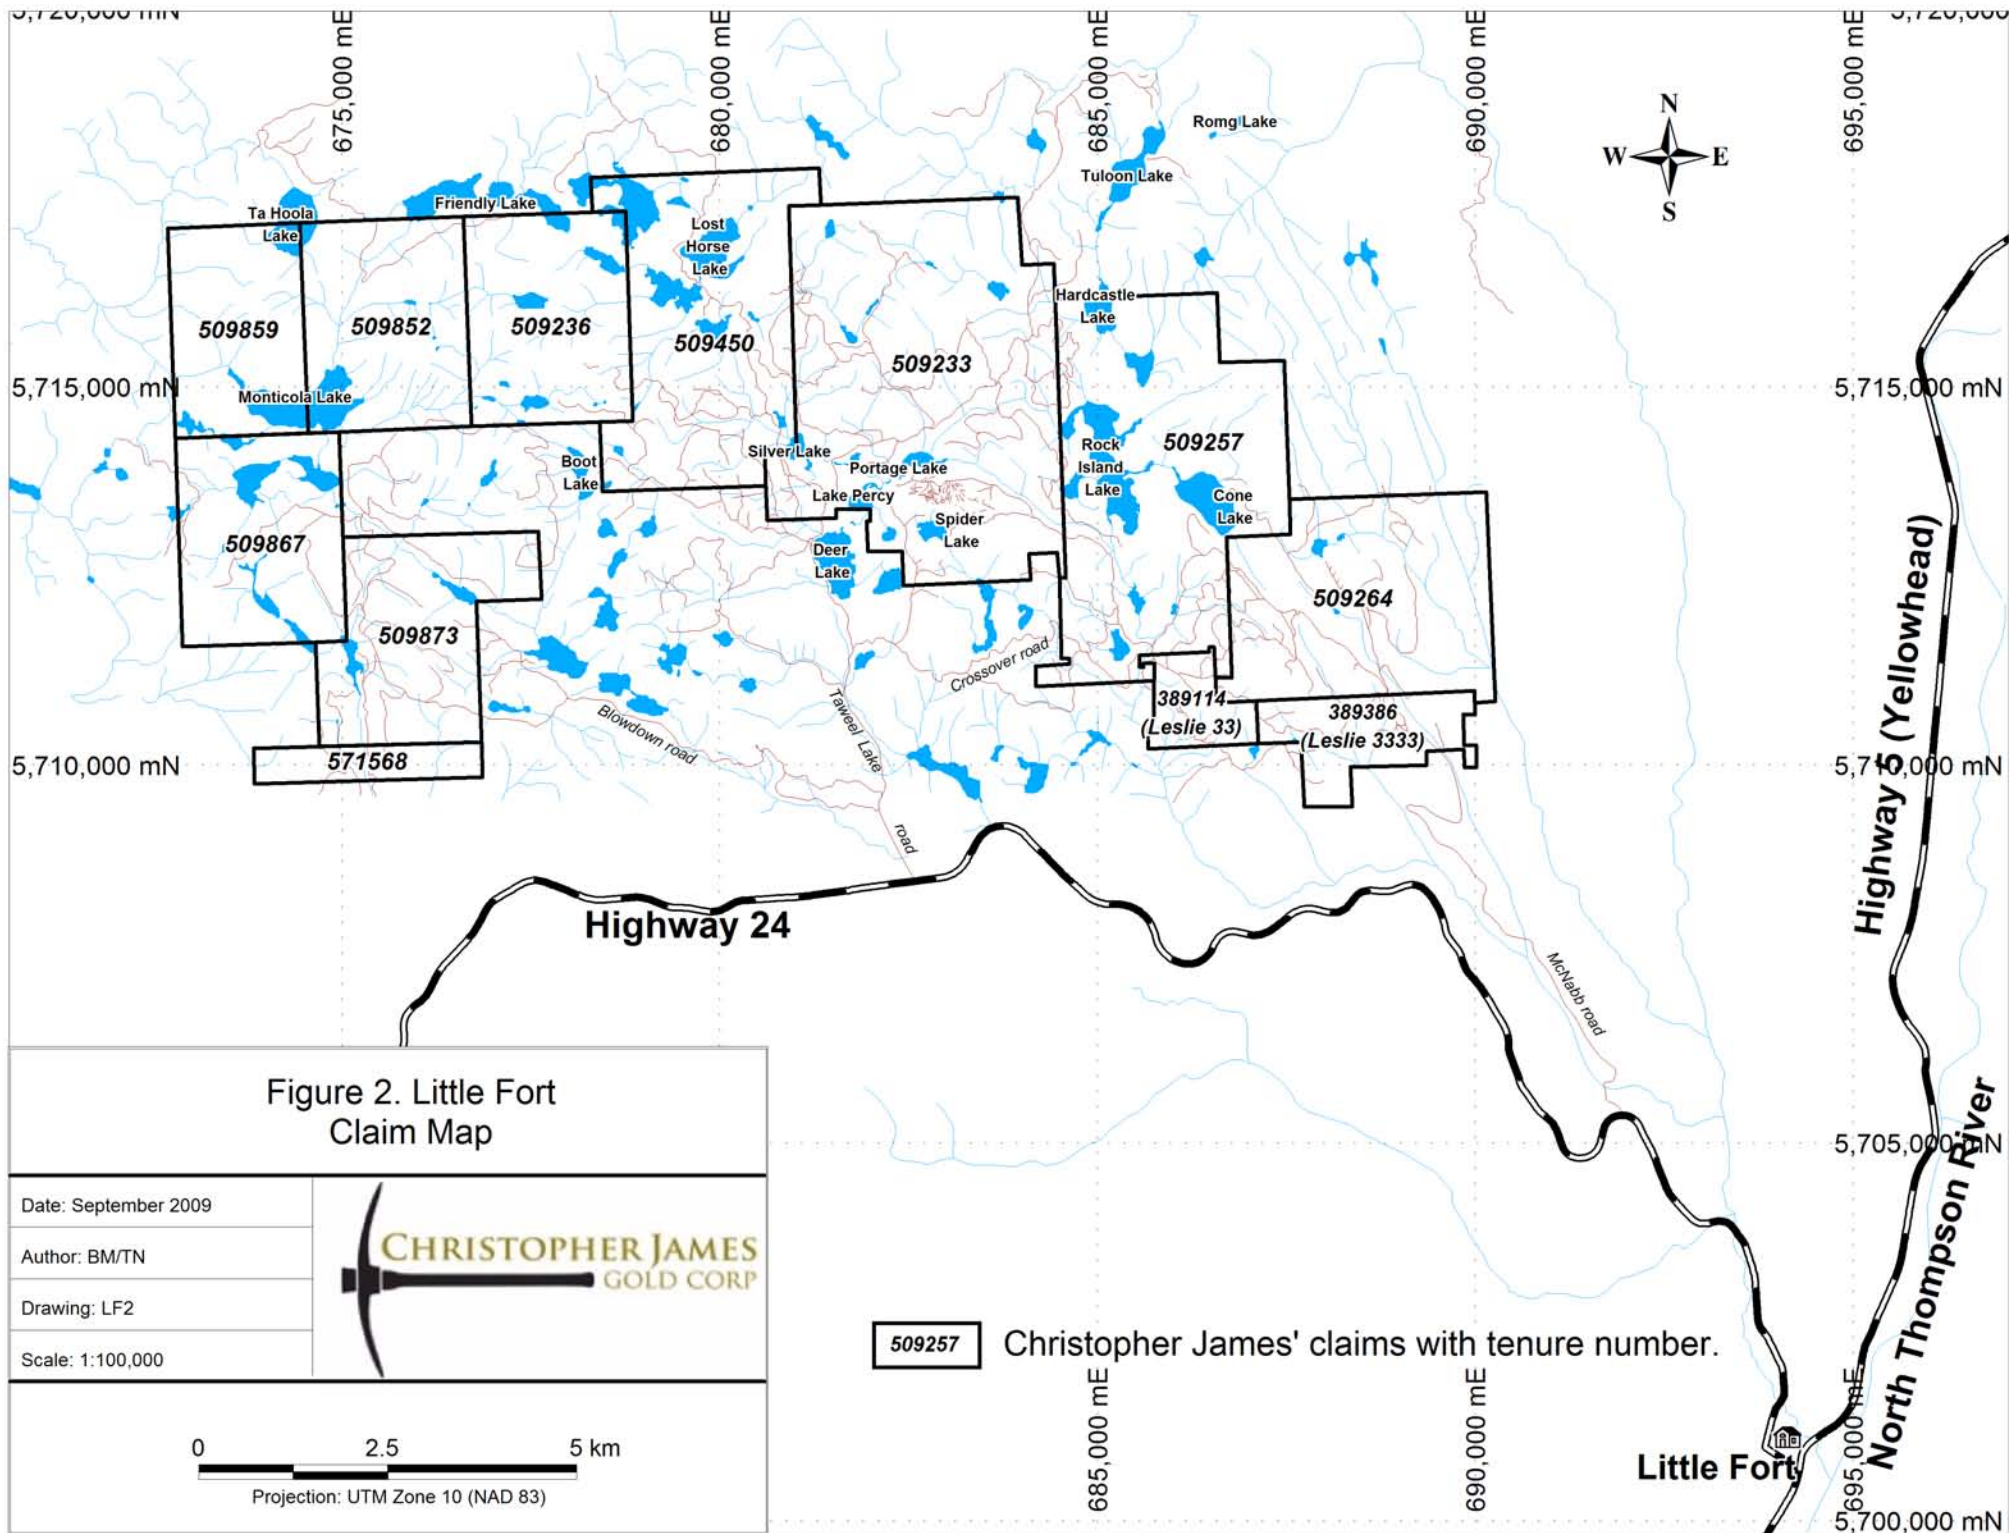 5,720,000 mN
675,000 mE
680,000 mE
685,000 mE
690,000 mE
695,000 mE
5,720,000
Romg Lake
N
W
E
S
Tuloon Lake
Ta Hoola
Lake
Friendly Lake
Lost
Horse
Lake
Hardcastle
Lake
509859
509852
509236
509450
509233
5,715,000 mN
5,715,000 mN
Monticola Lake
Silver Lake
Portage Lake
Rock
Island
Lake
509257
Boot
Lake
Lake Percy
Cone
Lake
Spider
Lake
509867
Deer
Lake
509264
509873
Crossover road
Highway 5 (Yellowhead)
389114
(Leslie 33)
389386
(Leslie 3333)
Blowdown road
Taweel Lake
road
571568
5,710,000 mN
5,710,000 mN
Highway 24
McNabb road
5,705,000 mN
North Thompson River
Figure 2. Little Fort
Claim Map
Date: September 2009
Author: BM/TN
Drawing: LF2
Scale: 1:100,000
CHRISTOPHER JAMES
GOLD CORP
509257
Christopher James' claims with tenure number.
0
2.5
5 km
Projection: UTM Zone 10 (NAD 83)
685,000 mE
690,000 mE
695,000 mE
Little Fort
5,700,000 mN